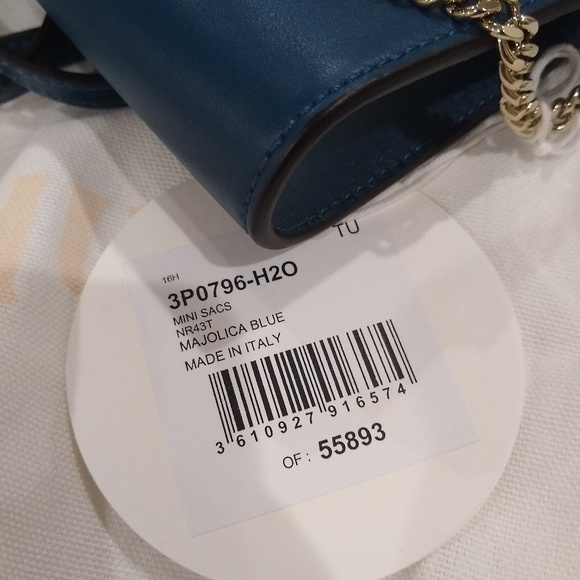 TU
16H
3P0796-H2O
MINI SACS
NR43T
MAJOLICA BLUE
MADE IN ITALY
3 610927 916574
OF : 55893